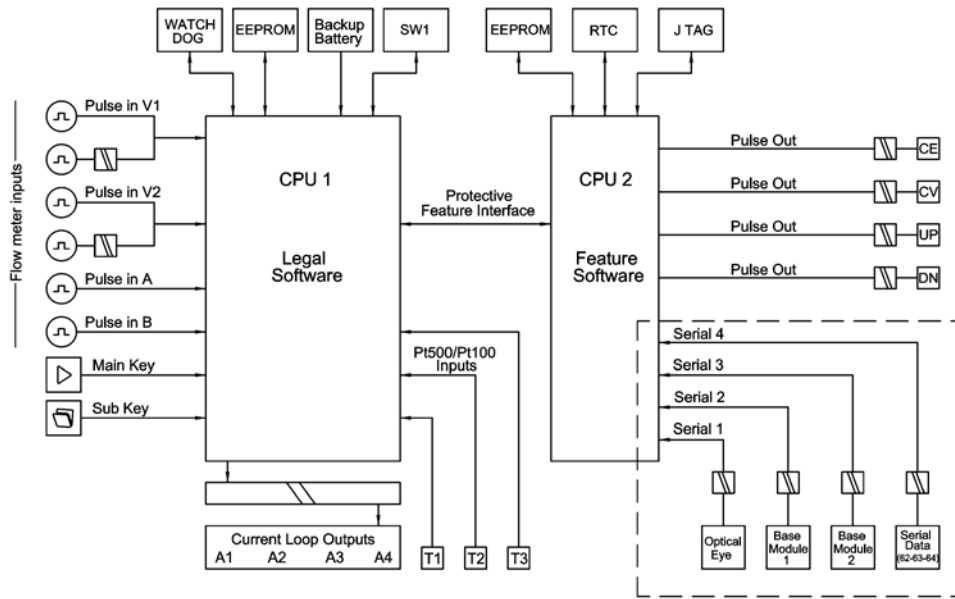 WATCH
DOG
EEPROM
Backup
Battery
SW1
EEPROM
RTC
J TAG
Flow meter inputs
Pulse in V1
Pulse in V2
Pulse in A
Pulse in B
Main Key
Sub Key
CPU 1
Legal
Software
Protective
Feature Interface
Pt500/Pt100
Inputs
CPU 2
Feature
Software
Pulse Out
CE
Pulse Out
CV
Pulse Out
UP
Pulse Out
DN
Serial 4
Serial 3
Serial 2
Serial 1
Current Loop Outputs
A1 A2 A3 A4
T1
T2
T3
Optical
Eye
Base
Module
1
Base
Module
2
Serial
Data
(62-63-64)